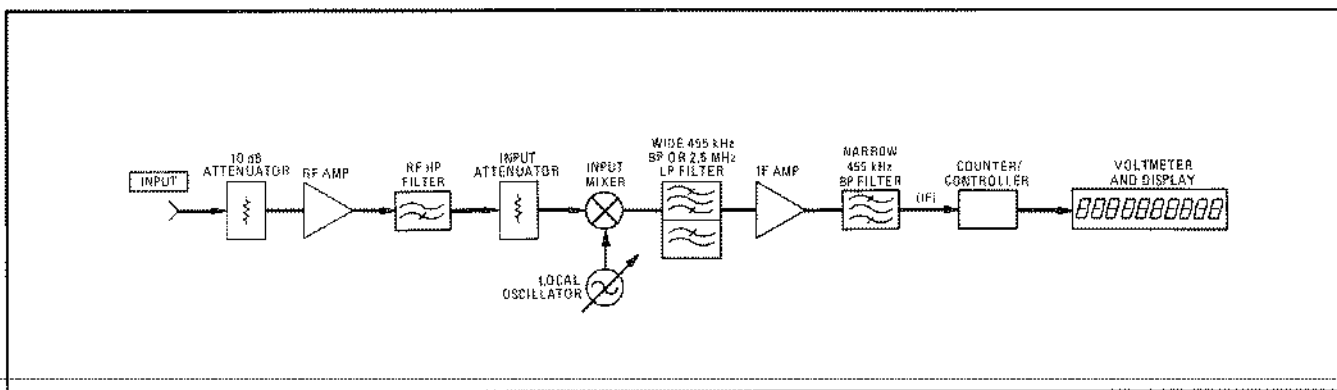 INPUT
10 dB
ATTENUATOR
RF AMP
RF HP
FILTER
INPUT
ATTENUATOR
INPUT
MIXER
LOCAL
OSCILLATOR
WIDE 455 kHz
BP OR 2.5 MHz
LP FILTER
IF AMP
NARROW
455 kHz
BP FILTER
(IF)
COUNTER/
CONTROLLER
VOLTMETER
AND DISPLAY
0000000000